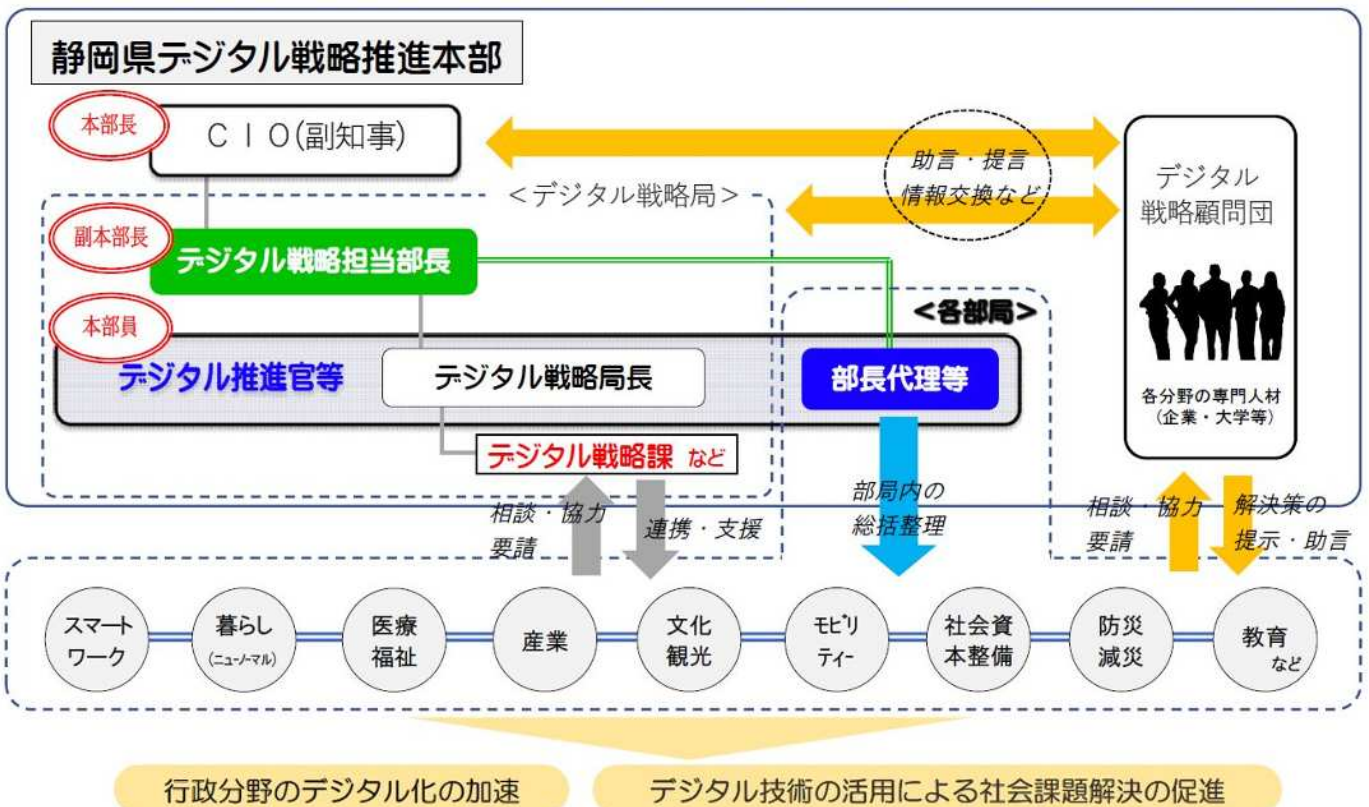 静岡県デジタル戦略推進本部
本部長
CIO(副知事)
助言・提言
情報交換など
<デジタル戦略局>
デジタル
戦略顧問団
副本部長
デジタル戦略担当部長
本部員
<各部局>
デジタル推進官等
デジタル戦略局長
部長代理等
各分野の専門人材
(企業・大学等)
デジタル戦略課 など
相談・協力
要請
連携・支援
部局内の
総括整理
相談・協力
要請
解決策の
提示・助言
スマート
ワーク
暮らし
(ニューノーマル)
医療
福祉
産業
文化
観光
モビリ
ティー
社会資
本整備
防災
減災
教育
など
行政分野のデジタル化の加速
デジタル技術の活用による社会課題解決の促進